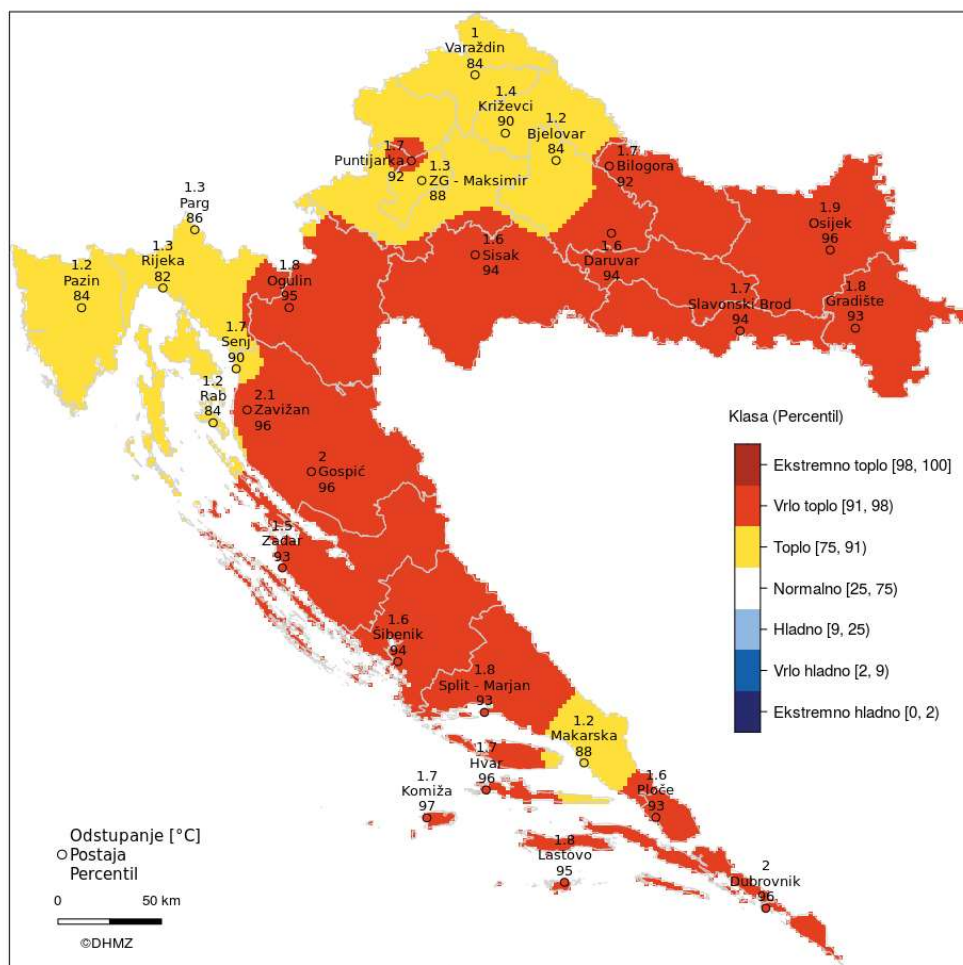 1
Varaždin
84
1.4
Križevci
90
1.2
Bjelovar
84
1.7
Puntijarka
92
1.3
ZG - Maksimir
88
1.7
Bilogora
92
1.3
Parg
86
1.9
Osijek
96
1.6
Sisak
94
1.6
Daruvar
94
1.3
Rijeka
82
1.2
Pazin
84
1.8
Ogulin
95
1.7
Slavonski Brod
94
1.8
Gradište
93
1.7
Senj
90
1.2
Rab
84
2.1
Zavižan
96
2
Gospić
96
1.5
Zadar
93
1.6
Šibenik
94
1.8
Split - Marjan
93
1.2
Makarska
88
1.7
Hvar
96
1.7
Komiža
97
1.6
Ploče
93
1.8
Lastovo
95
2
Dubrovnik
96
Klasa (Percentil)
Ekstremno toplo [98, 100]
Vrlo toplo [91, 98)
Toplo [75, 91)
Normalno [25, 75)
Hladno [9, 25)
Vrlo hladno [2, 9)
Ekstremno hladno [0, 2)
Odstupanje [°C]
Postaja
Percentil
0 50 km
©DHMZ